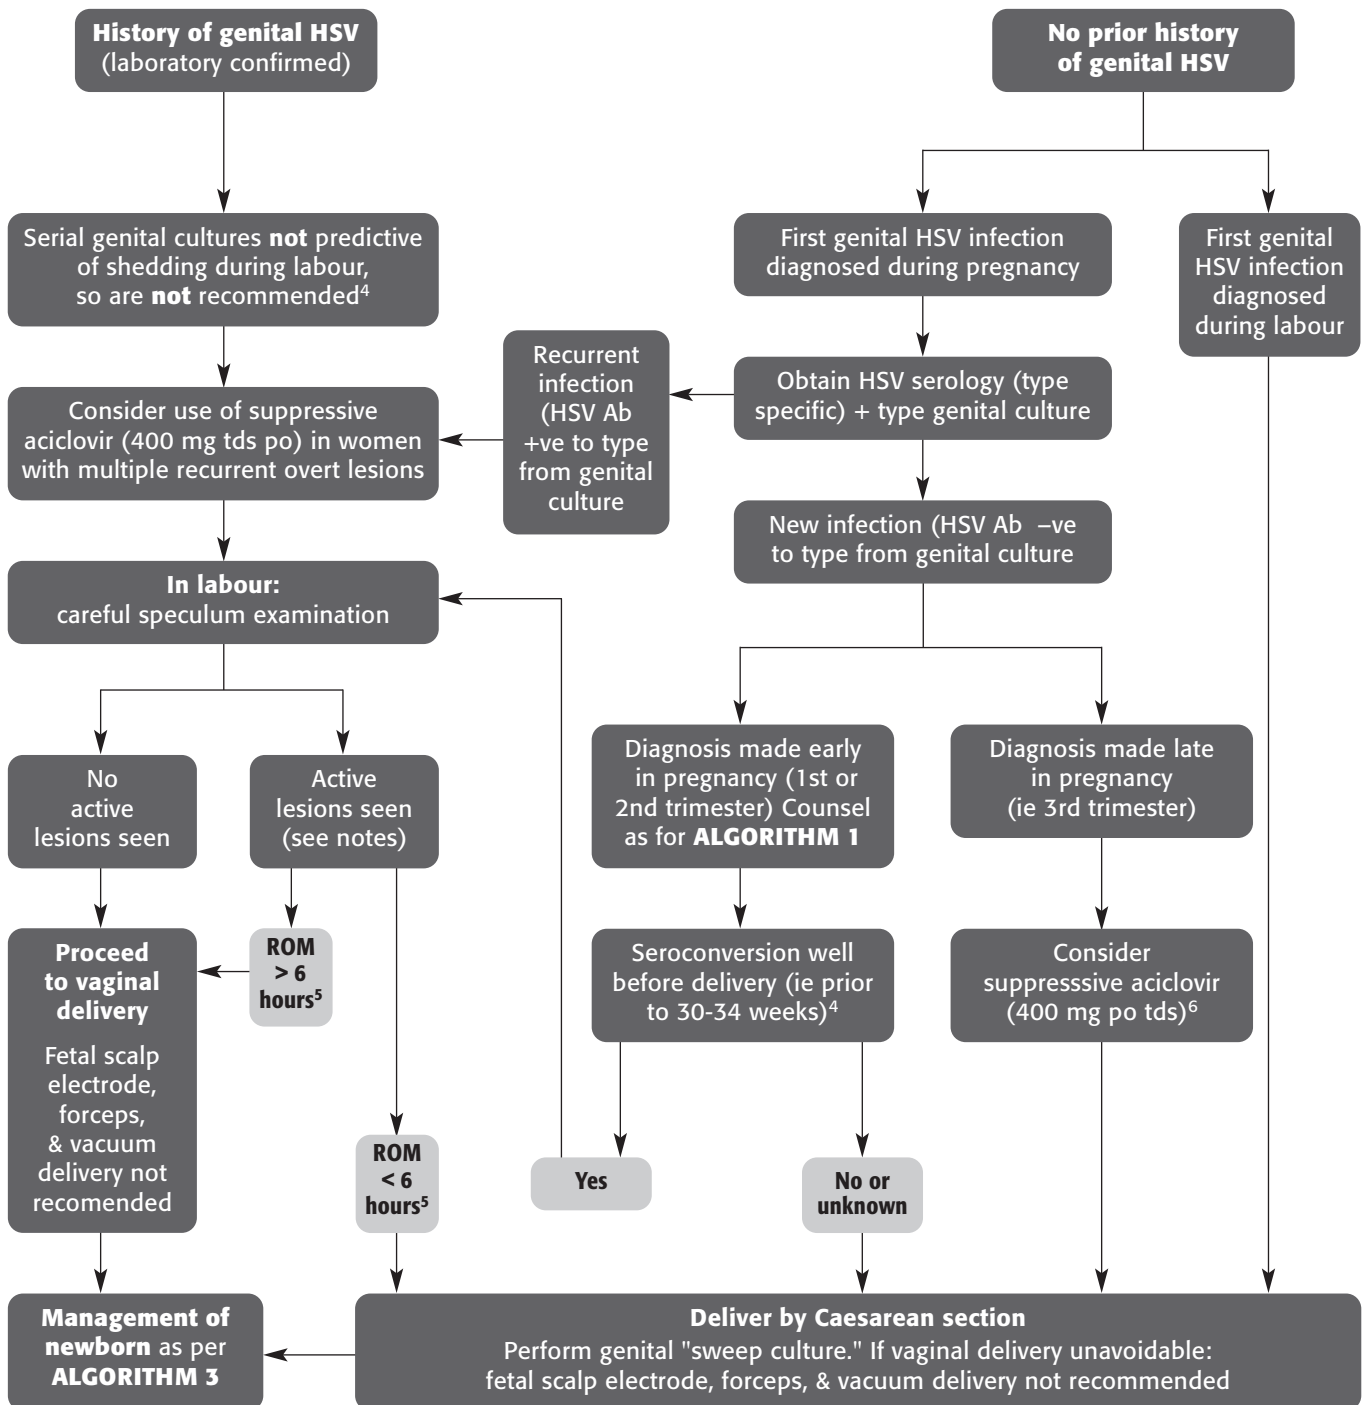 History of genital HSV
(laboratory confirmed)
No prior history
of genital HSV
Serial genital cultures not predictive
of shedding during labour,
so are not recommended4
First genital HSV infection
diagnosed during pregnancy
First genital
HSV infection
diagnosed
during labour
Recurrent
infection
(HSV Ab
+ve to type
from genital
culture
Obtain HSV serology (type
specific) + type genital culture
Consider use of suppressive
aciclovir (400 mg tds po) in women
with multiple recurrent overt lesions
New infection (HSV Ab –ve
to type from genital culture
In labour:
careful speculum examination
No
active
lesions seen
Active
lesions seen
(see notes)
Diagnosis made early
in pregnancy (1st or
2nd trimester) Counsel
as for ALGORITHM 1
Diagnosis made late
in pregnancy
(ie 3rd trimester)
Proceed
to vaginal
delivery
Fetal scalp
electrode,
forceps,
& vacuum
delivery not
recomended
ROM
> 6
hours5
Seroconversion well
before delivery (ie prior
to 30-34 weeks)4
Consider
suppresssive aciclovir
(400 mg po tds)6
ROM
< 6
hours5
Yes
No or
unknown
Management of
newborn as per
ALGORITHM 3
Deliver by Caesarean section
Perform genital "sweep culture." If vaginal delivery unavoidable:
fetal scalp electrode, forceps, & vacuum delivery not recommended